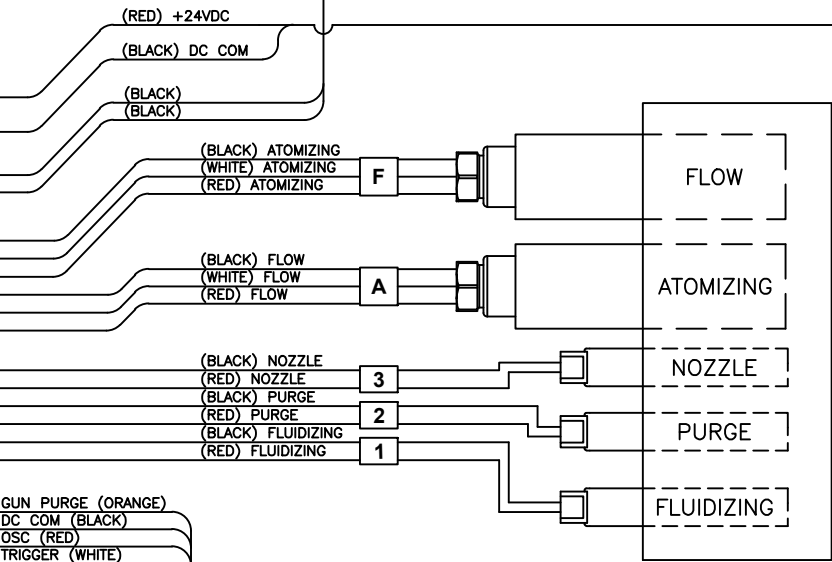 (RED) +24VDC
(BLACK) DC COM
(BLACK)
(BLACK)
(BLACK) ATOMIZING
(WHITE) ATOMIZING
(RED) ATOMIZING
F
FLOW
(BLACK) FLOW
(WHITE) FLOW
(RED) FLOW
A
ATOMIZING
(BLACK) NOZZLE
(RED) NOZZLE
3
NOZZLE
(BLACK) PURGE
(RED) PURGE
2
PURGE
(BLACK) FLUIDIZING
(RED) FLUIDIZING
1
FLUIDIZING
GUN PURGE (ORANGE)
DC COM (BLACK)
OSC (RED)
TRIGGER (WHITE)